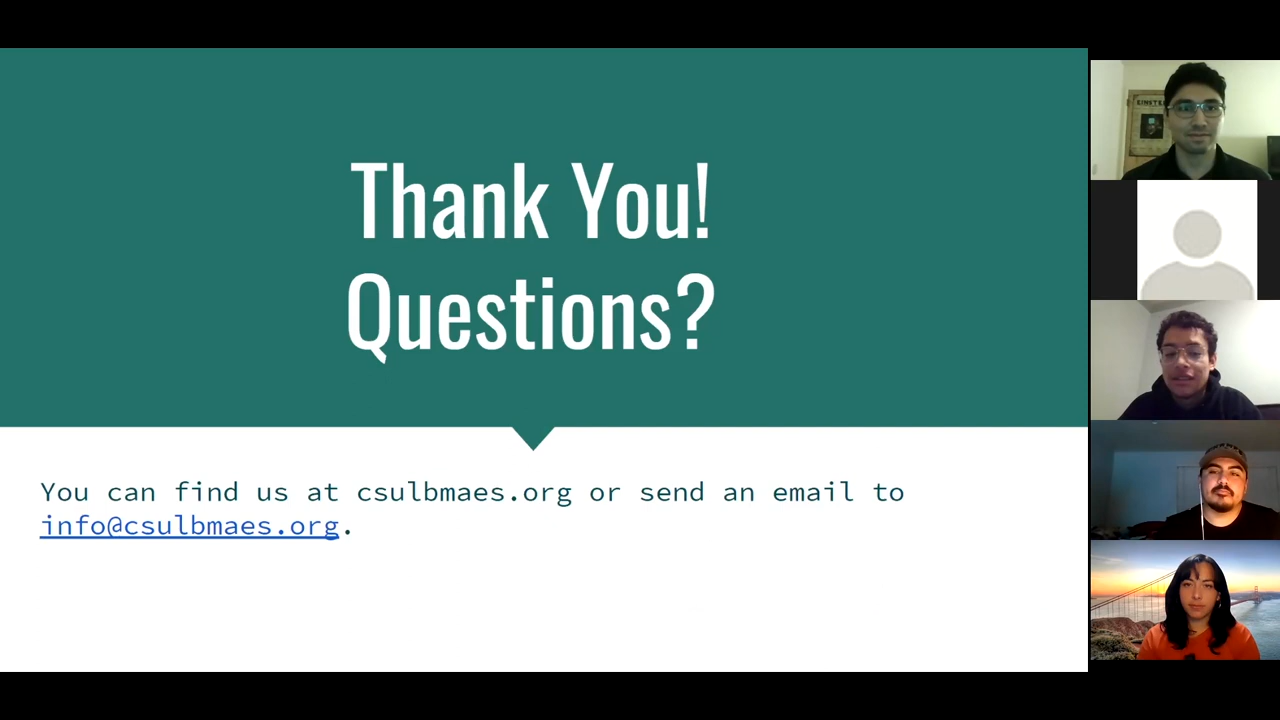 Thank You!
Questions?
You can find us at csulbmaes.org or send an email to
info@csulbmaes.org.